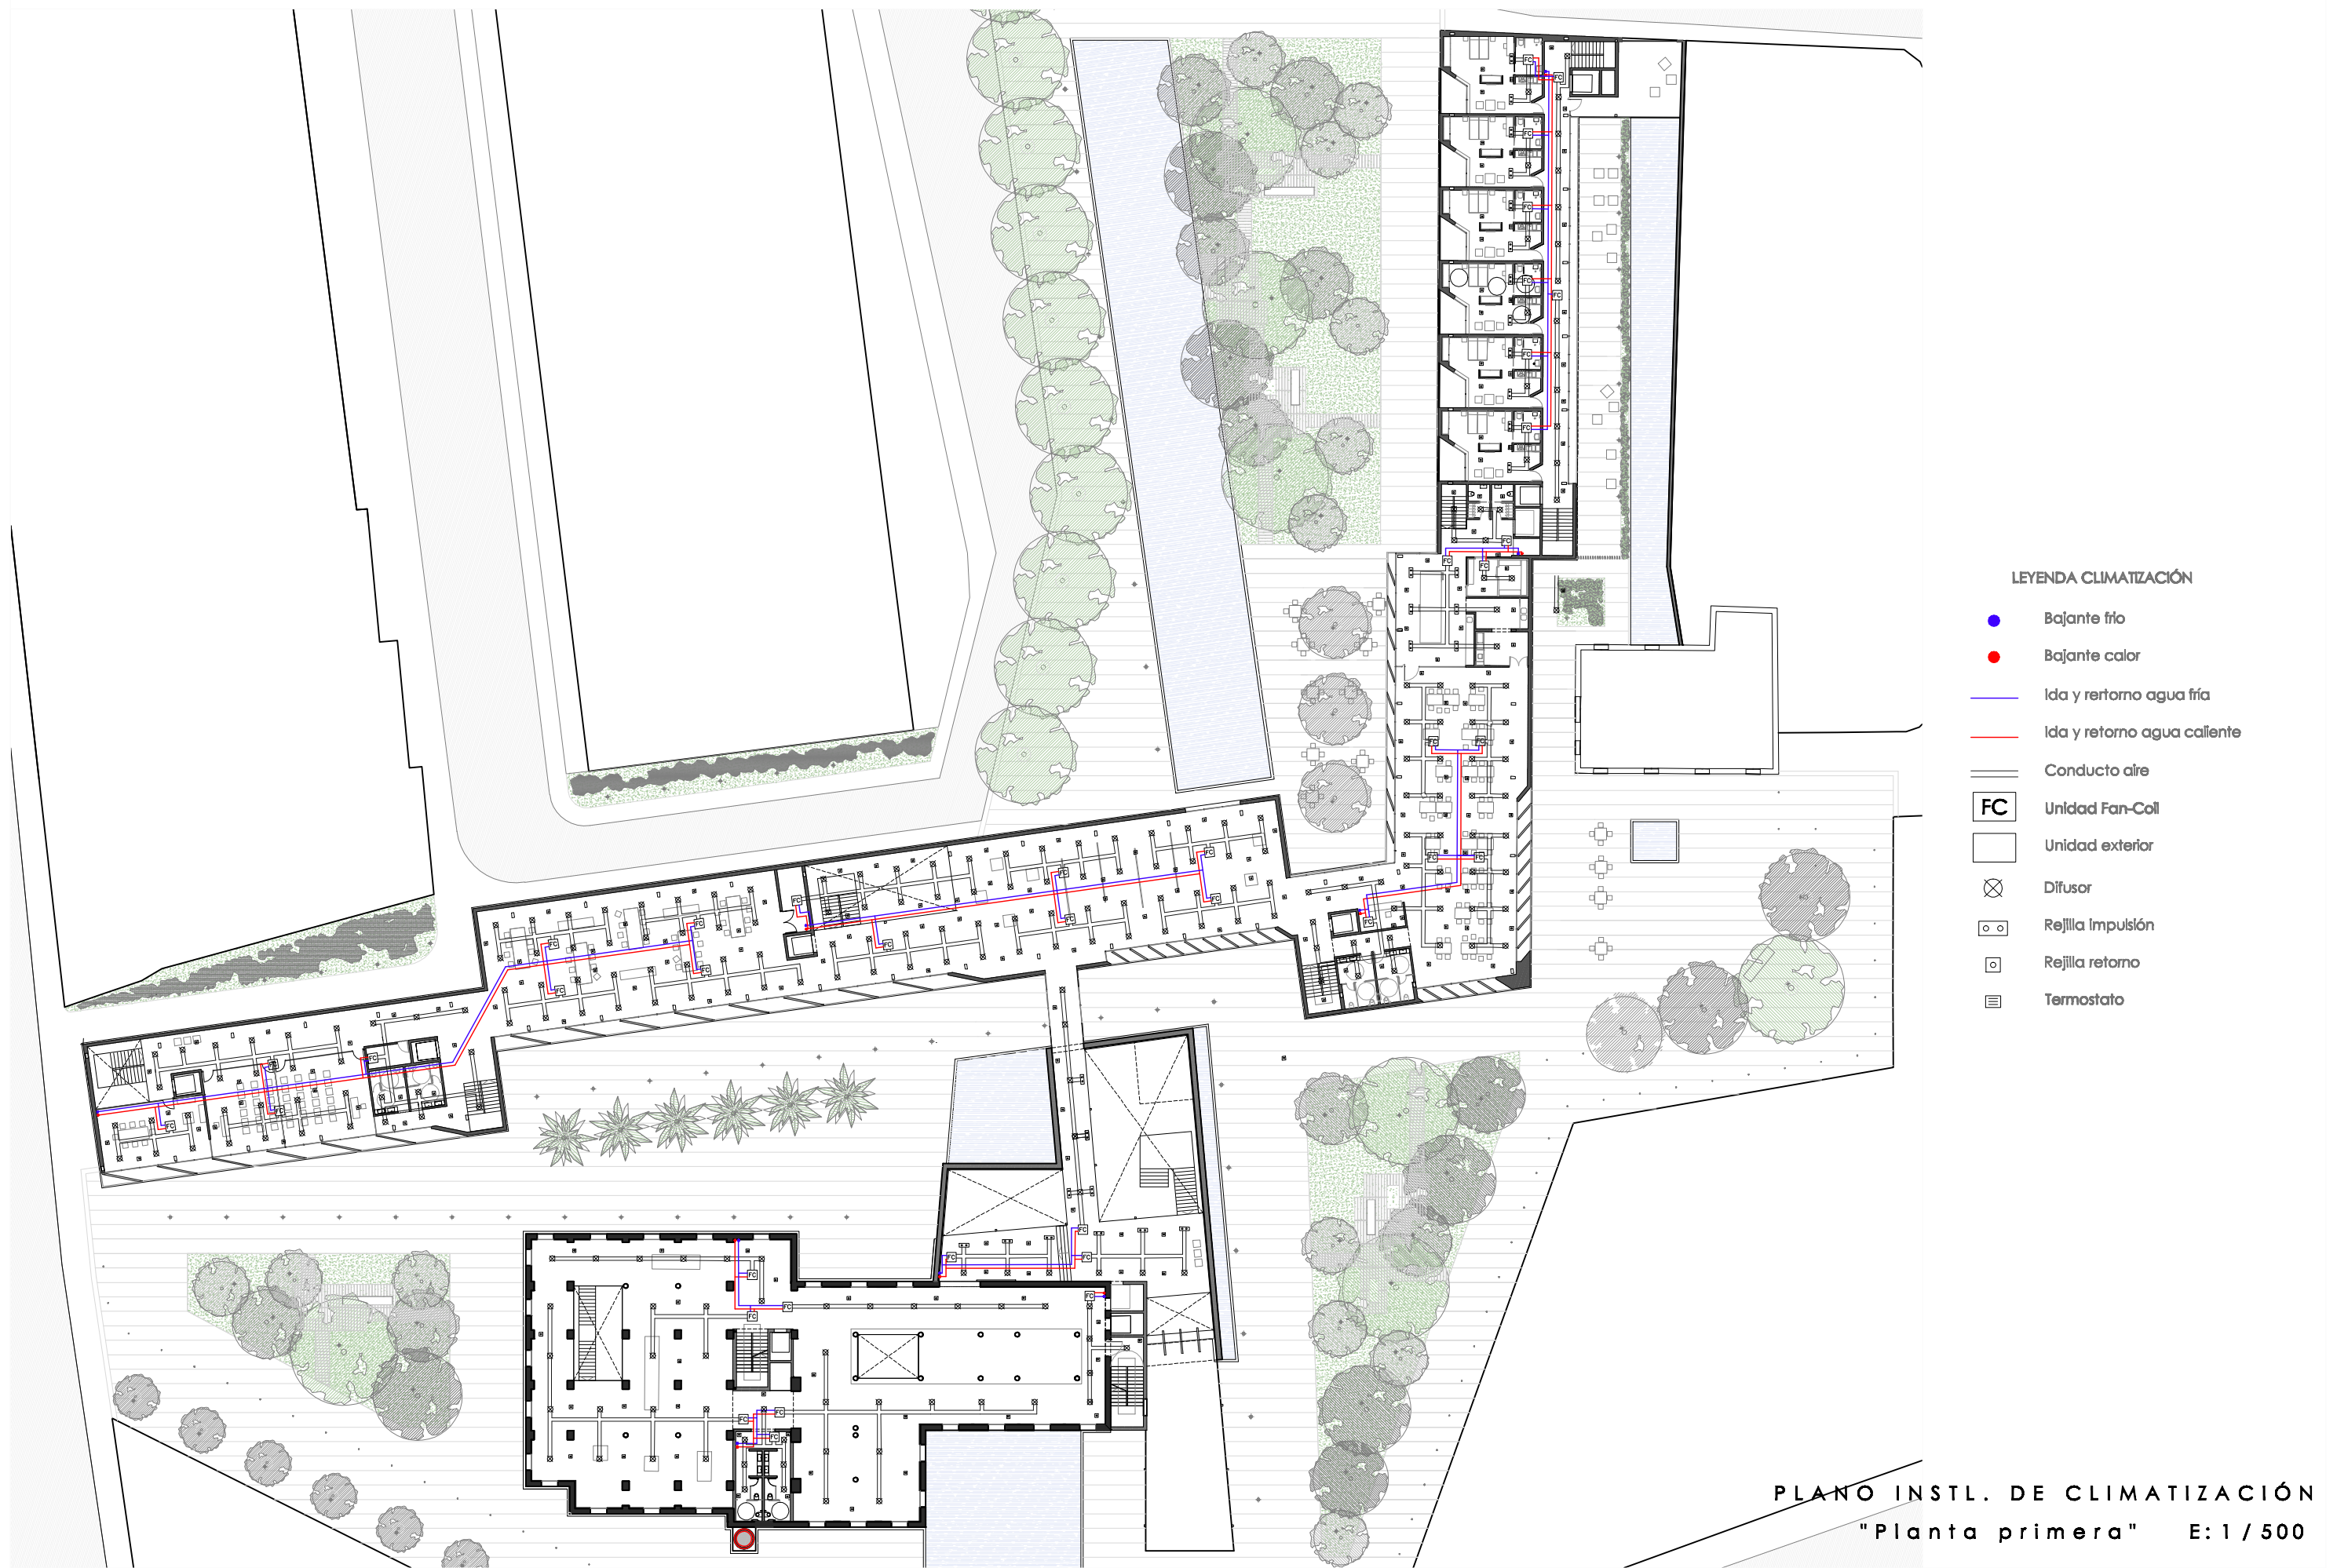 LEYENDA CLIMATIZACIÓN
Bajante frio
Bajante calor
Ida y rertorno agua fría
Ida y retorno agua caliente
Conducto aire
FC Unidad Fan-Coil
Unidad exterior
Difusor
Rejilla impulsión
Rejilla retorno
Termostato
PLANO INSTL. DE CLIMATIZACIÓN
"Planta primera" E: 1 / 500